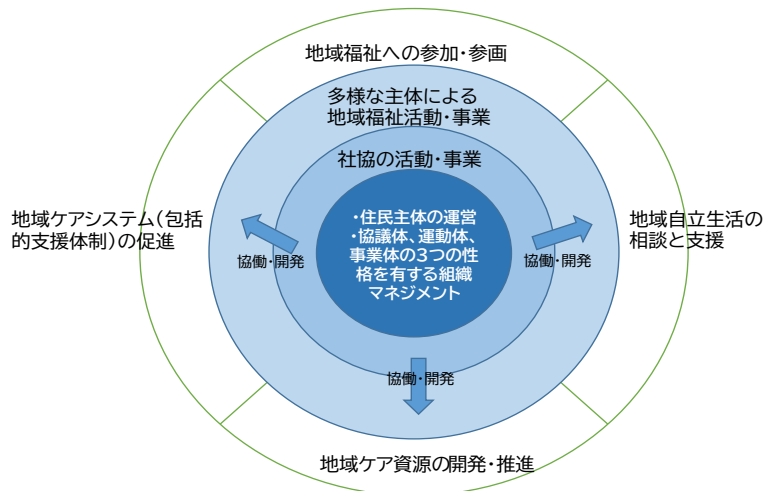 地域福祉への参加・参画
多様な主体による
地域福祉活動・事業
社協の活動・事業
・住民主体の運営
・協議体、運動体、
事業体の3つの性
格を有する組織
マネジメント
地域ケアシステム(包括
的支援体制)の促進
地域自立生活の
相談と支援
協働・開発
協働・開発
協働・開発
地域ケア資源の開発・推進